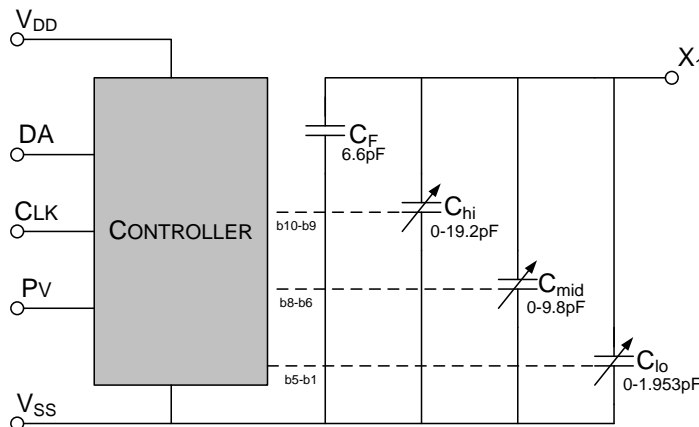 VDD
X
DA
CF
6.6pF
CLK
CONTROLLER
b10-b9
Chi
0-19.2pF
PV
b8-b6
Cmid
0-9.8pF
b5-b1
Clo
0-1.953pF
VSS